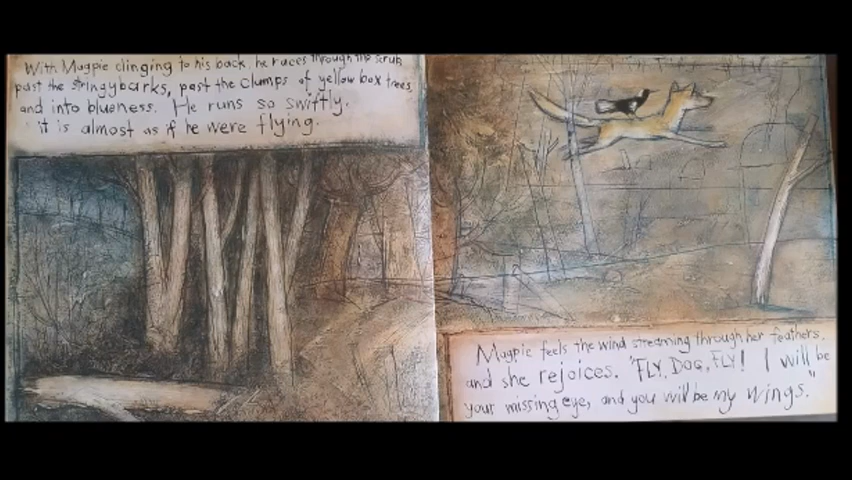 With Magpie clinging to his back, he races through the scrub,
past the stringybarks, past the clumps of yellow box trees,
and into blueness. He runs so swiftly,
it is almost as if he were flying.
Magpie feels the wind streaming through her feathers,
and she rejoices. "FLY, DOG, FLY! I will be
your missing eye, and you will be my wings."